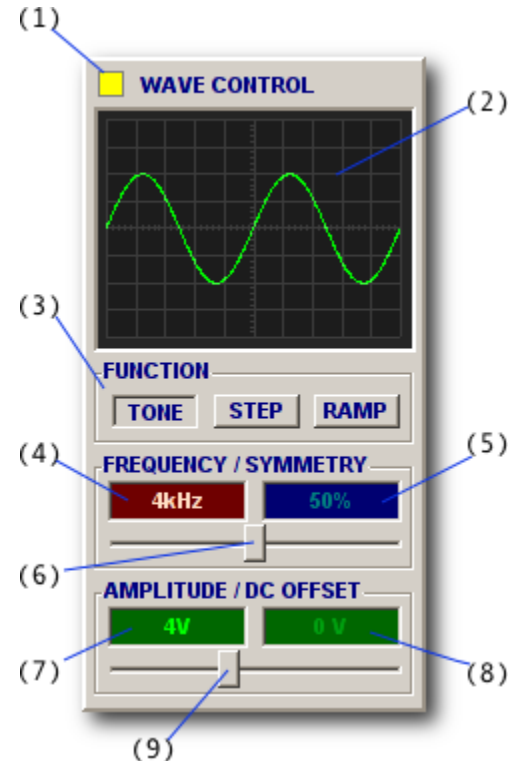 (1)
WAVE CONTROL
(2)
(3)
FUNCTION
TONE STEP RAMP
(4)
(5)
FREQUENCY / SYMMETRY
4kHz 50%
(6)
AMPLITUDE / DC OFFSET
4V 0 V
(7)
(8)
(9)